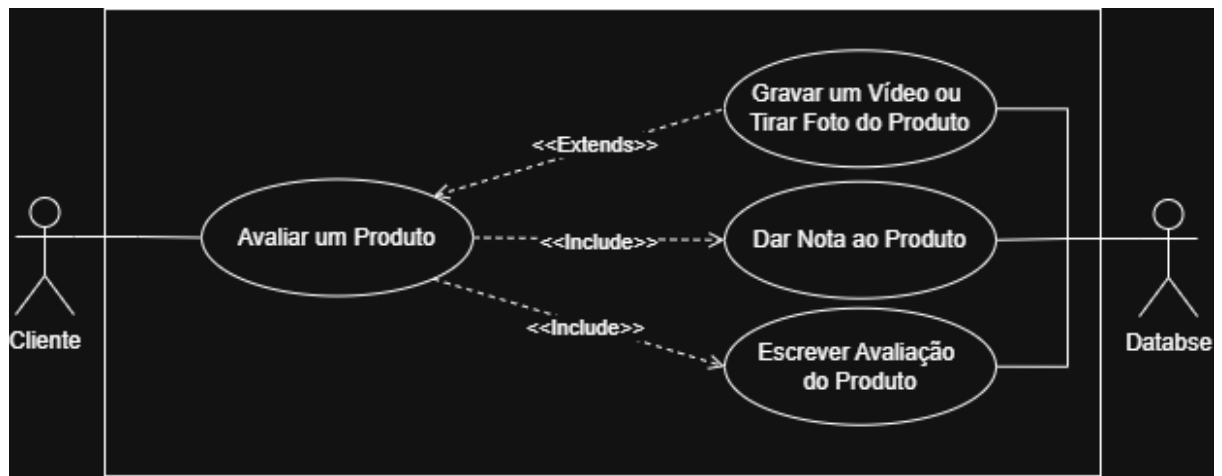 Gravar um Vídeo ou
Tirar Foto do Produto
<<Extends>>
Avaliar um Produto
<<Include>>
Dar Nota ao Produto
<<Include>>
Escrever Avaliação
do Produto
Cliente
Databse